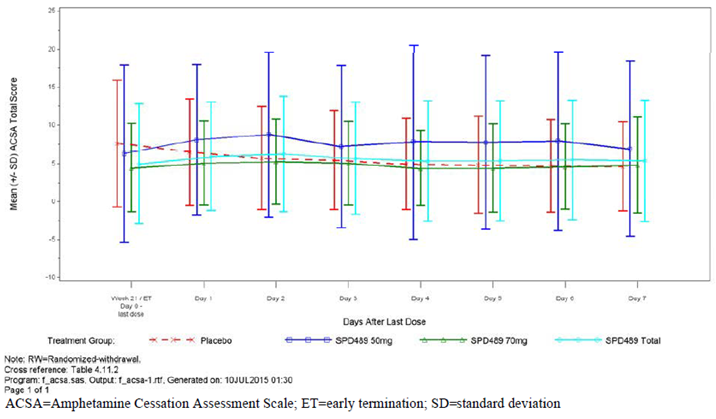 25
20
15
10
5
0
-5
-10
Mean (+/- SD) ACSA Total Score
Week 21 / ET Day 1 Day 2 Day 3 Day 4 Day 5 Day 6 Day 7
Day 0 -
last dose
Days After Last Dose
Treatment Group: Placebo SPD489 50mg SPD489 70mg SPD489 Total
Note: RW=Randomized-withdrawal.
Cross reference: Table 4.11.2
Program: f_acsa.sas. Output: f_acsa-1.rtf, Generated on: 10JUL2015 01:30
Page 1 of 1
ACSA=Amphetamine Cessation Assessment Scale; ET=early termination; SD=standard deviation